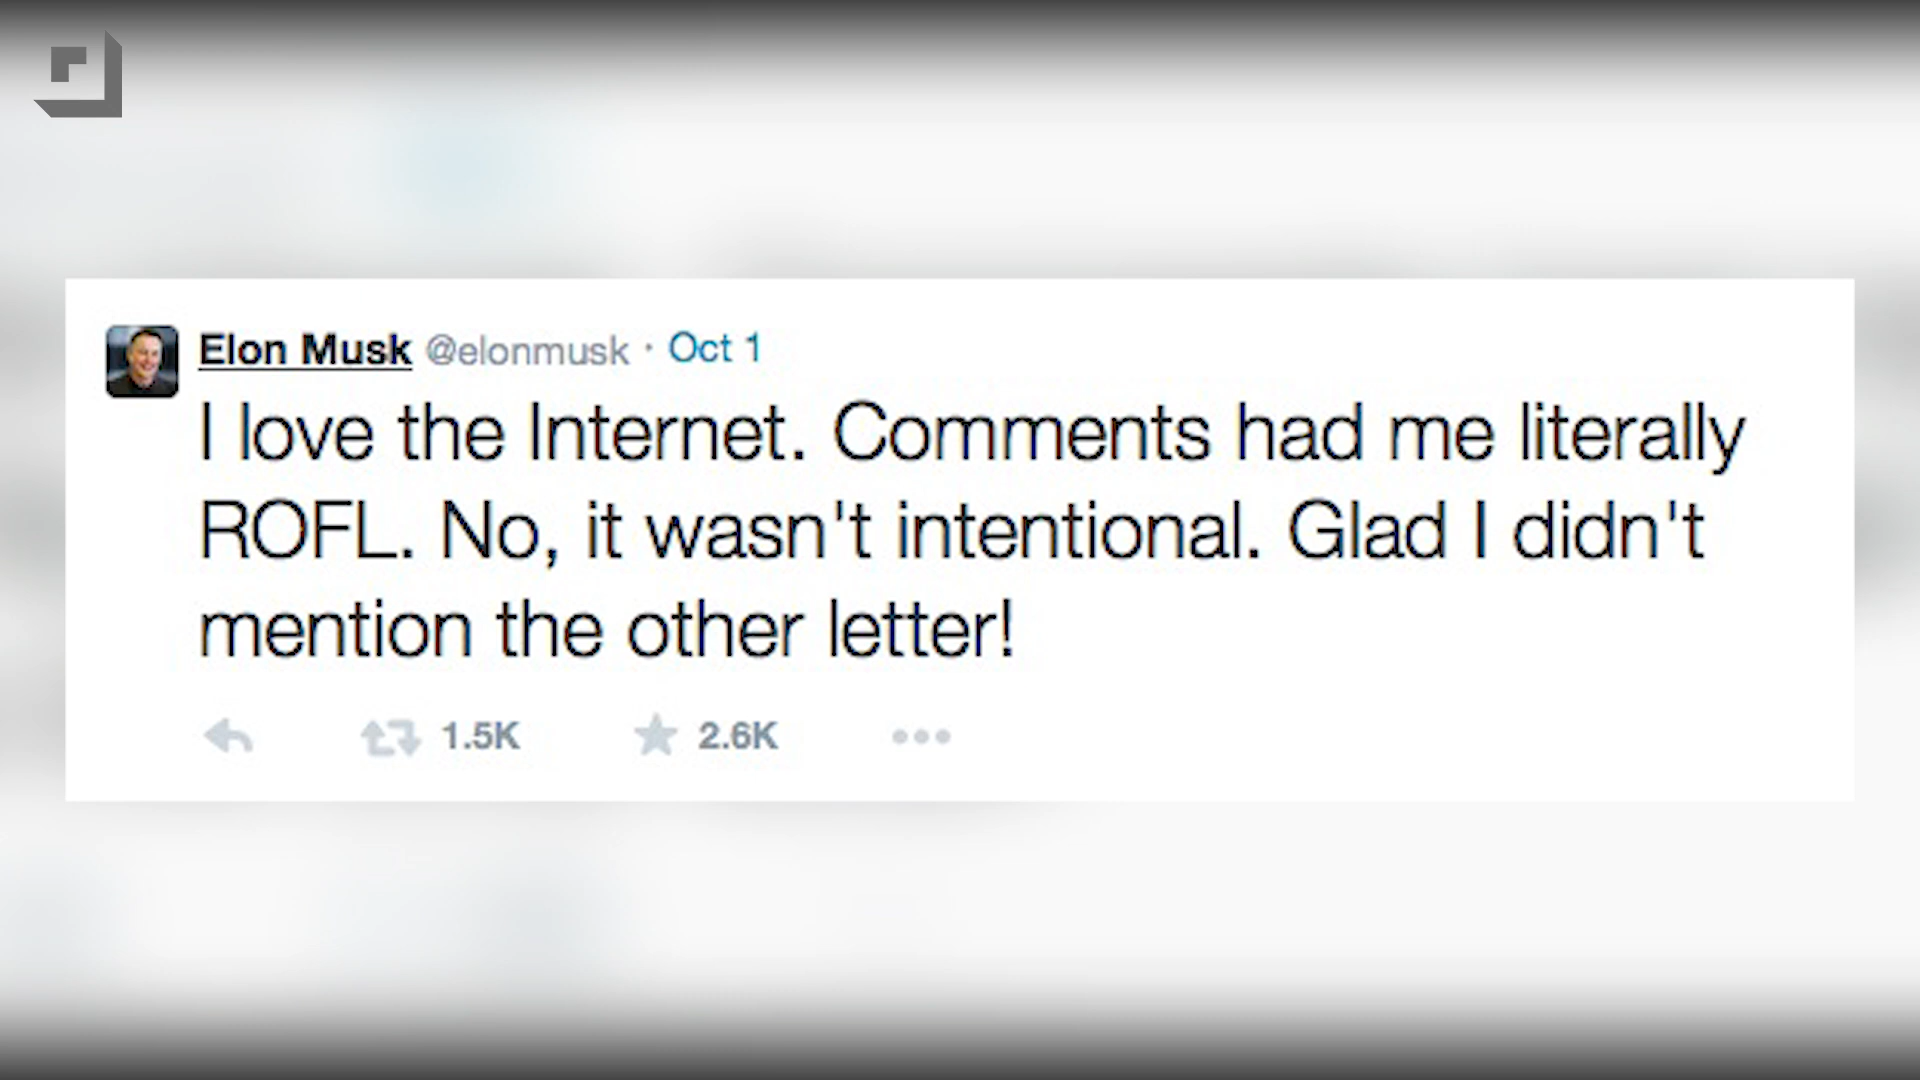 Elon Musk @elonmusk · Oct 1
I love the Internet. Comments had me literally
ROFL. No, it wasn't intentional. Glad I didn't
mention the other letter!
1.5K 2.6K